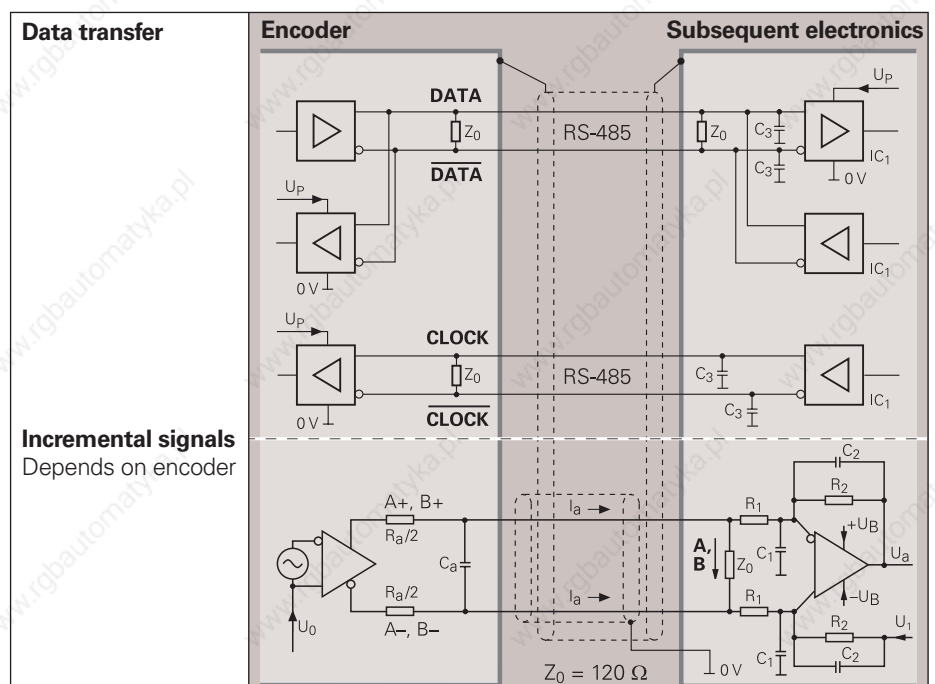 Data transfer
Encoder
Subsequent electronics
DATA
Z0
DATA
RS-485
Z0
C3
C3
UP
IC1
0 V
UP
0 V
IC1
UP
CLOCK
Z0
CLOCK
0 V
RS-485
C3
C3
IC1
Incremental signals
Depends on encoder
A+, B+
Ra/2
Ca
Ra/2
A–, B–
U0
Ia
Ia
Z0 = 120 Ω
0 V
A,
B
Z0
R1
C1
R1
C1
C2
R2
+UB
Ua
–UB
R2
U1
C2
www.rgbautomatyka.pl